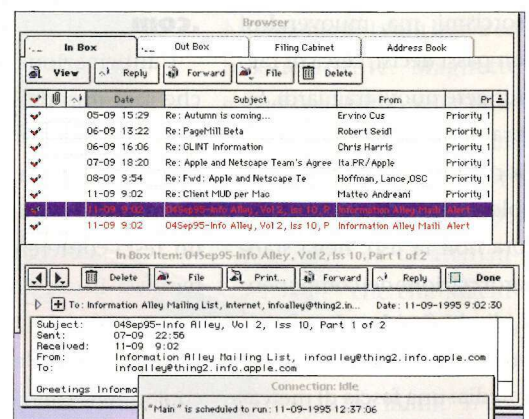 Browser
In Box Out Box Filing Cabinet Address Book
View Reply Forward File Delete
Date Subject From Pr
05-09 15:29 Re: Autumn is coming... Ervino Cus Priority 1
06-09 13:22 Re: PageMill Beta Robert Seidl Priority 1
06-09 16:06 Re: GLINT Information Chris Harris Priority 1
07-09 18:20 Re: Apple and Netscape Team's Agree Ita.PR/Apple Priority 1
08-09 9:54 Re: Fwd: Apple and Netscape Te Hoffman, Lance,OSC Priority 1
11-09 9:02 Re: Client MUD per Mac Matteo Andreani Priority 1
11-09 9:02 04Sep95-Info Alley, Vol 2, Iss 10, P Information Alley Maili Alert
11-09 9:02 04Sep95-Info Alley, Vol 2, Iss 10, P Information Alley Maili Alert
In Box Item: 04Sep95-Info Alley, Vol 2, Iss 10, Part 1 of 2
Delete File Print... Forward Reply Done
To: Information Alley Mailing List, Internet, infoalley@thing2.in... Date: 11-09-1995 9:02:30
Subject: 04Sep95-Info Alley, Vol 2, Iss 10, Part 1 of 2
Sent: 07-09 22:56
Received: 11-09 9:02
From: Information Alley Mailing List, infoalley@thing2.info.apple.com
To: infoalley@thing2.info.apple.com
Greetings Informa
Connection: Idle
"Main" is scheduled to run: 11-09-1995 12:37:06